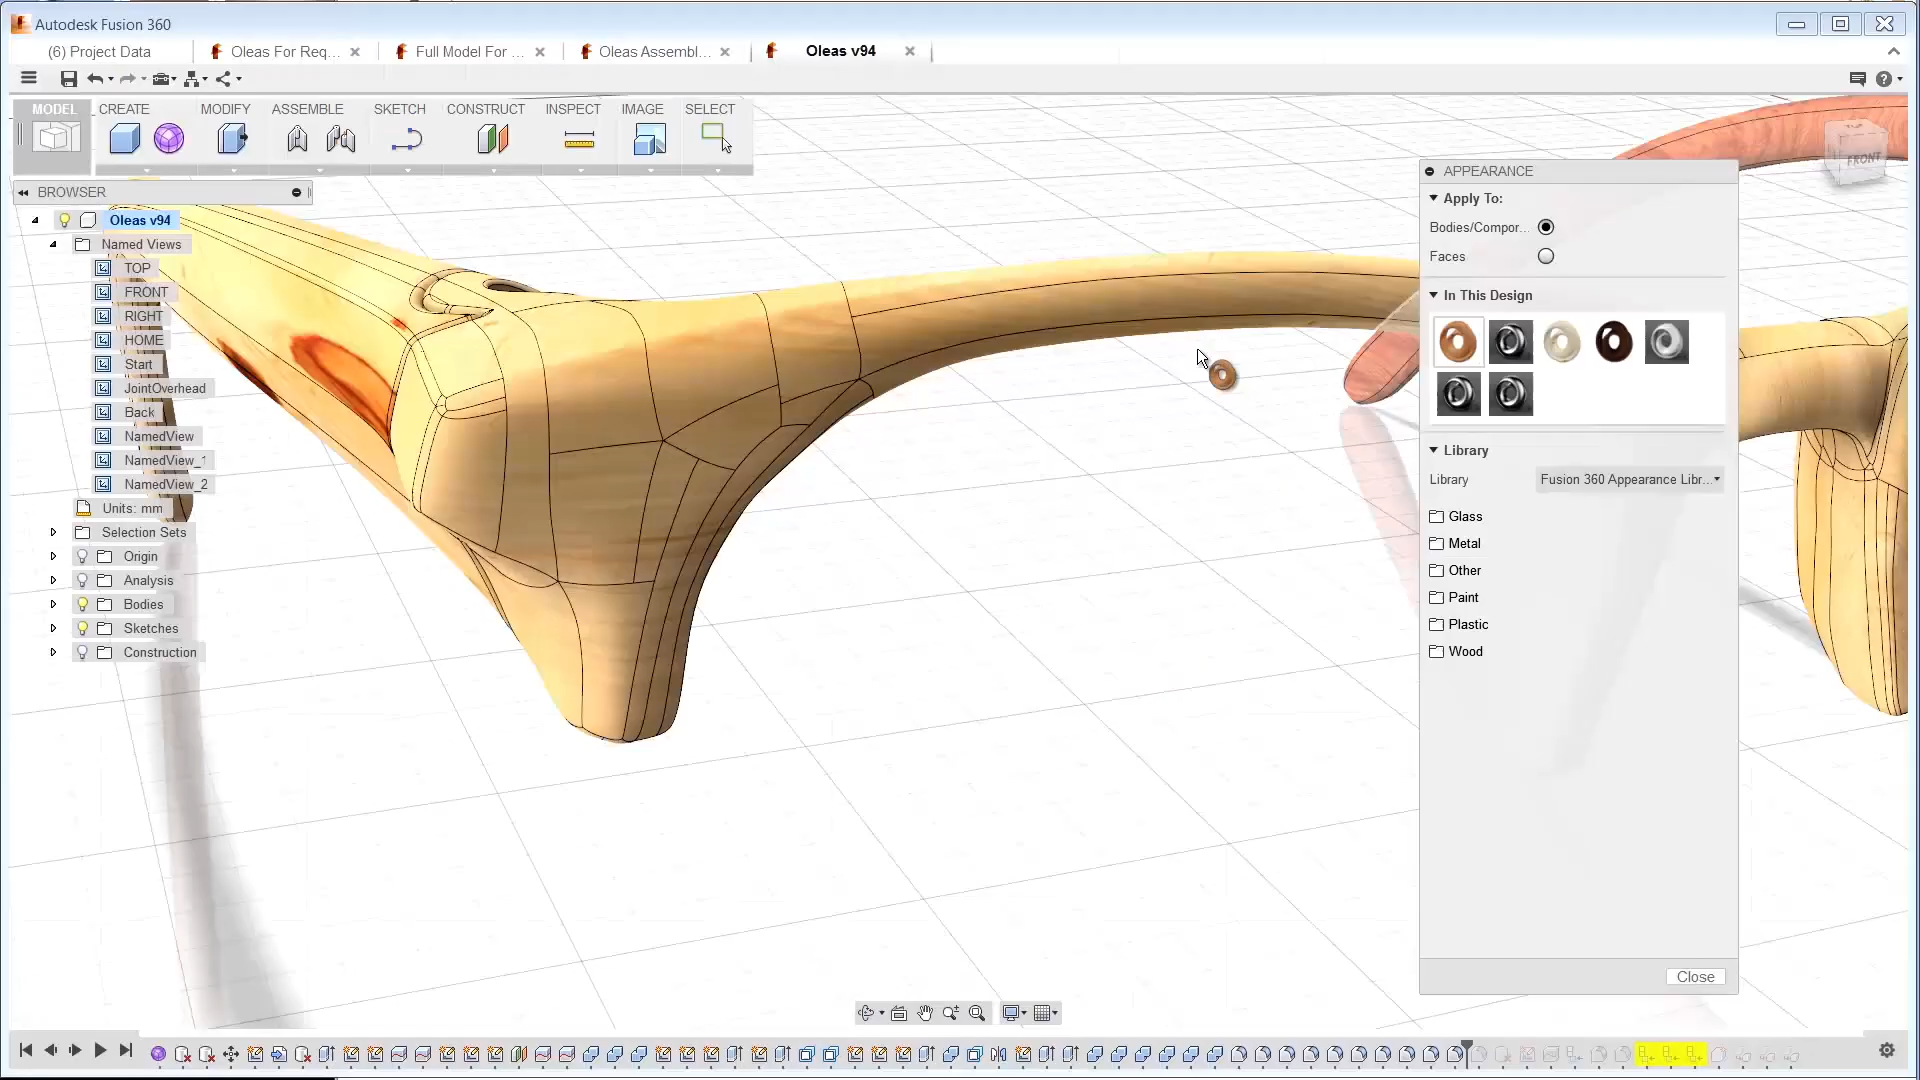 Autodesk Fusion 360
(6) Project Data
Oleas For Req...
Full Model For ...
Oleas Assembl...
Oleas v94
MODEL
CREATE
MODIFY
ASSEMBLE
SKETCH
CONSTRUCT
INSPECT
IMAGE
SELECT
BROWSER
Oleas v94
Named Views
TOP
FRONT
RIGHT
HOME
Start
JointOverhead
Back
NamedView
NamedView_1
NamedView_2
Units: mm
Selection Sets
Origin
Analysis
Bodies
Sketches
Construction
TOP
FRONT
APPEARANCE
Apply To:
Bodies/Compor...
Faces
In This Design
Library
Library
Fusion 360 Appearance Libr...
Glass
Metal
Other
Paint
Plastic
Wood
Close